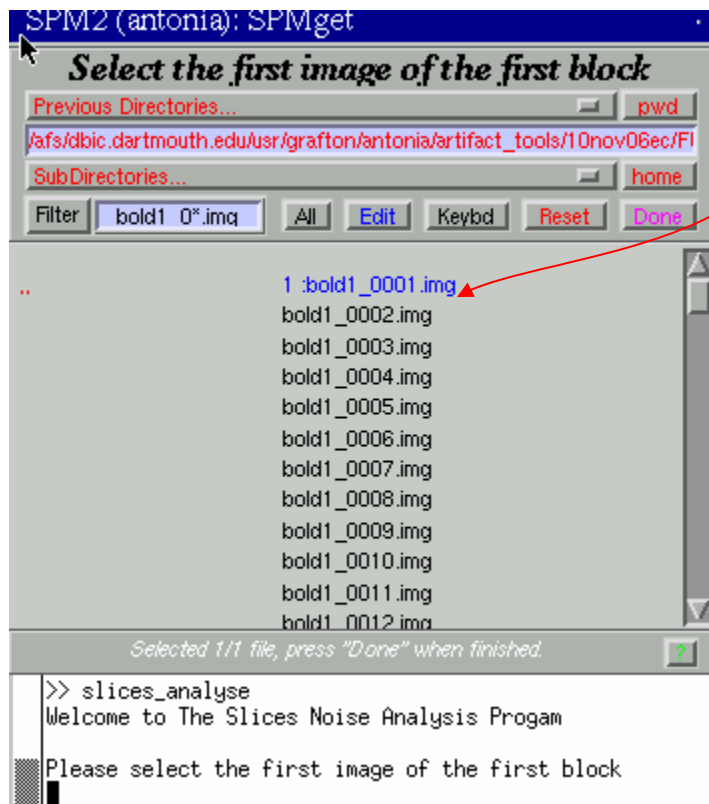 SPM2 (antonia): SPMget
Select the first image of the first block
Previous Directories... pwd
/afs/dbic.dartmouth.edu/usr/grafton/antonia/artifact_tools/10nov06ec/
SubDirectories... home
Filter bold1_0*.img All Edit Keybd Reset Done
.. 1 :bold1_0001.img
bold1_0002.img
bold1_0003.img
bold1_0004.img
bold1_0005.img
bold1_0006.img
bold1_0007.img
bold1_0008.img
bold1_0009.img
bold1_0010.img
bold1_0011.img
bold1_0012.img
Selected 1/1 file, press "Done" when finished. ?
>> slices_analyse
Welcome to The Slices Noise Analysis Progam
Please select the first image of the first block